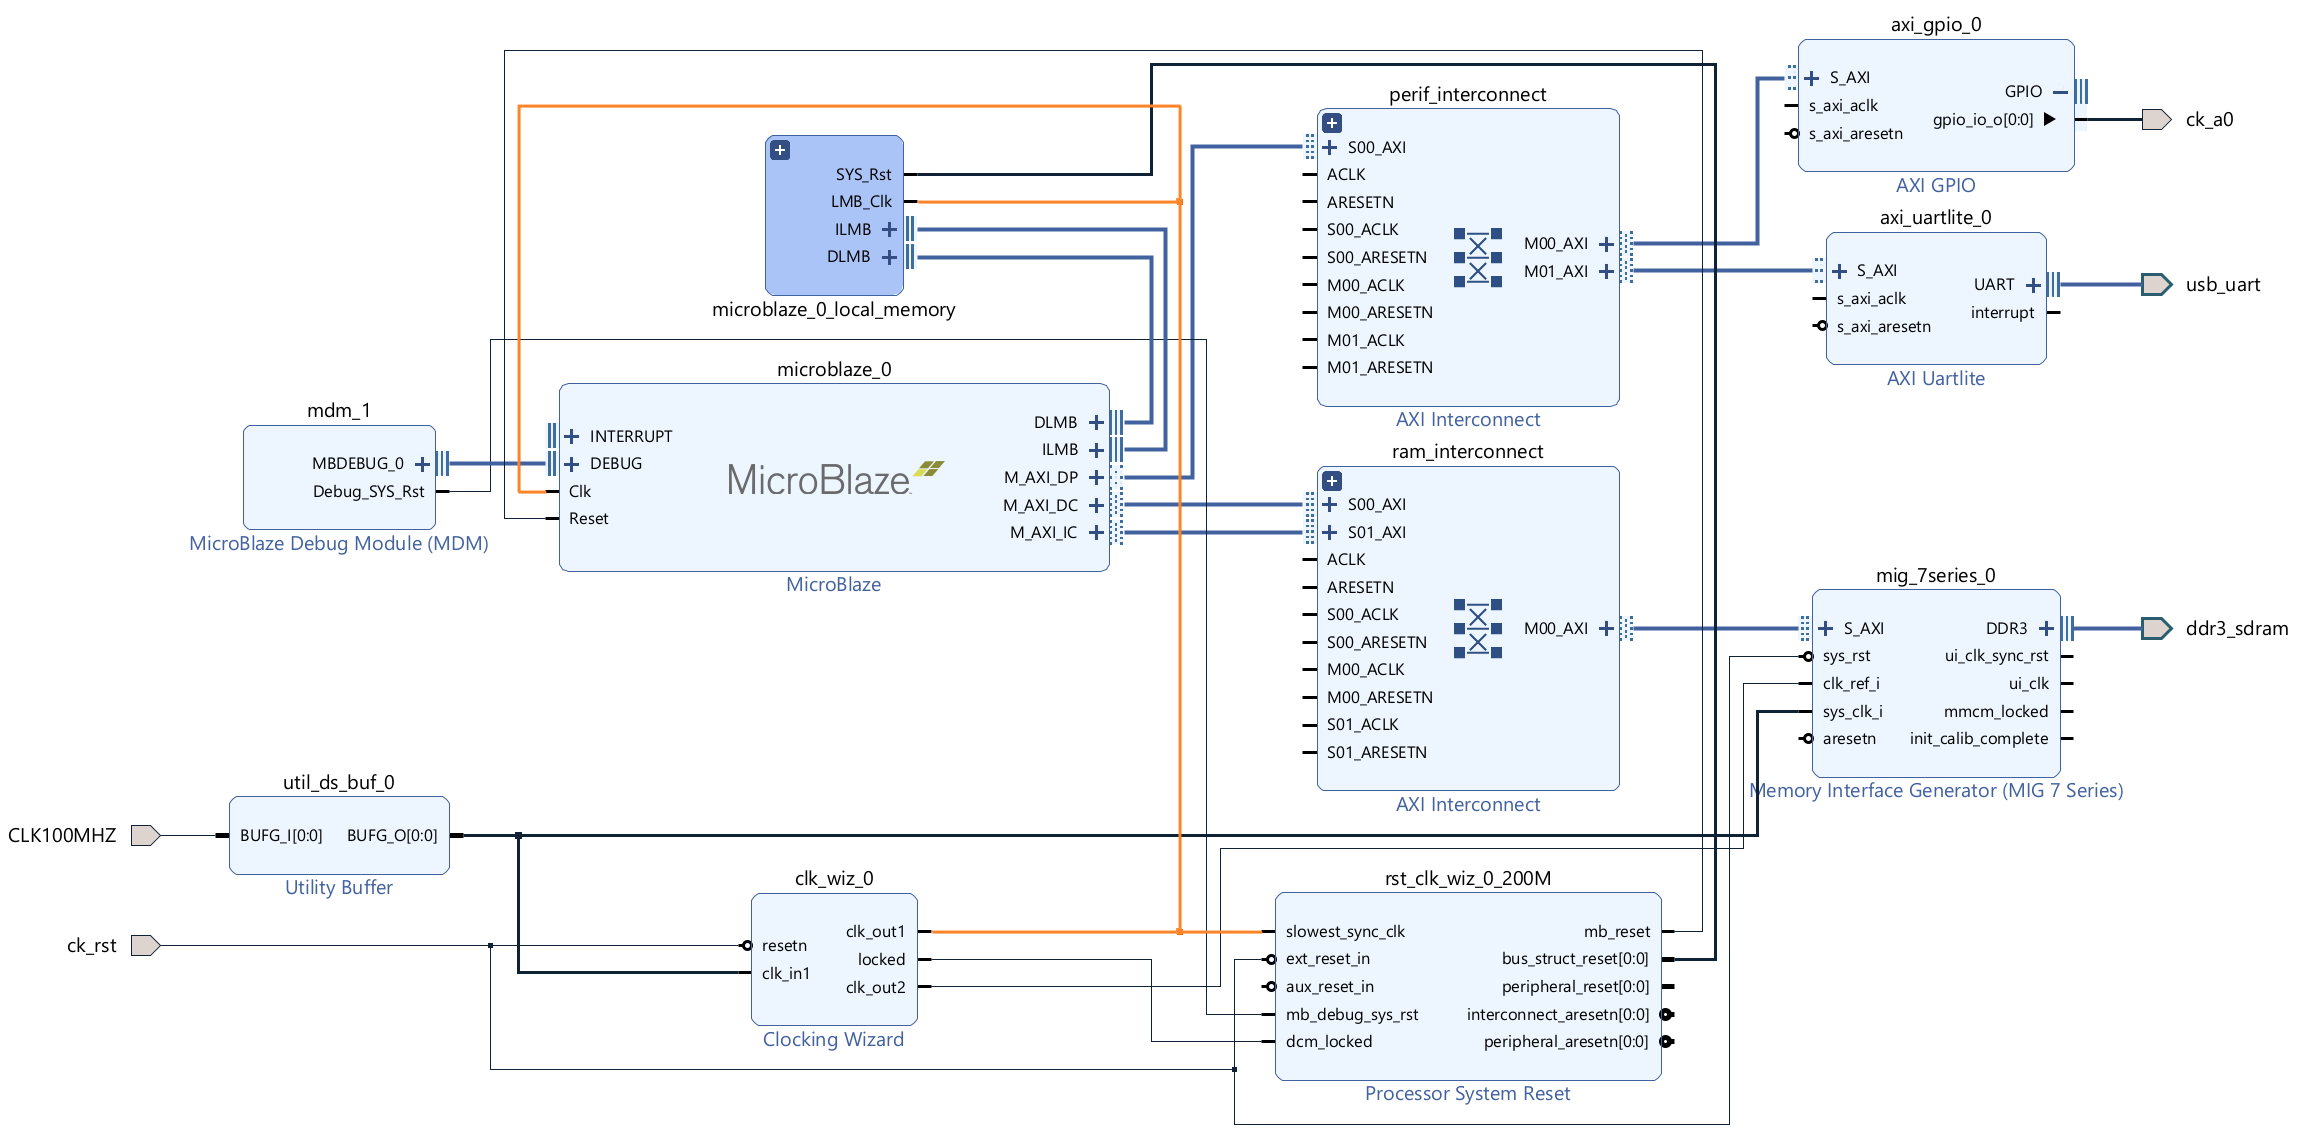 axi_gpio_0
S_AXI
s_axi_aclk
s_axi_aresetn
GPIO
gpio_io_o[0:0]
AXI GPIO
ck_a0
perif_interconnect
S00_AXI
ACLK
ARESETN
S00_ACLK
S00_ARESETN
M00_ACLK
M00_ARESETN
M01_ACLK
M01_ARESETN
M00_AXI
M01_AXI
AXI Interconnect
SYS_Rst
LMB_Clk
ILMB
DLMB
microblaze_0_local_memory
axi_uartlite_0
S_AXI
s_axi_aclk
s_axi_aresetn
UART
interrupt
AXI Uartlite
usb_uart
microblaze_0
INTERRUPT
DEBUG
Clk
Reset
MicroBlaze
DLMB
ILMB
M_AXI_DP
M_AXI_DC
M_AXI_IC
MicroBlaze
mdm_1
MBDEBUG_0
Debug_SYS_Rst
MicroBlaze Debug Module (MDM)
ram_interconnect
S00_AXI
S01_AXI
ACLK
ARESETN
S00_ACLK
S00_ARESETN
M00_ACLK
M00_ARESETN
S01_ACLK
S01_ARESETN
M00_AXI
AXI Interconnect
mig_7series_0
S_AXI
sys_rst
clk_ref_i
sys_clk_i
aresetn
DDR3
ui_clk_sync_rst
ui_clk
mmcm_locked
init_calib_complete
Memory Interface Generator (MIG 7 Series)
ddr3_sdram
CLK100MHZ
util_ds_buf_0
BUFG_I[0:0]
BUFG_O[0:0]
Utility Buffer
ck_rst
clk_wiz_0
resetn
clk_in1
clk_out1
locked
clk_out2
Clocking Wizard
rst_clk_wiz_0_200M
slowest_sync_clk
ext_reset_in
aux_reset_in
mb_debug_sys_rst
dcm_locked
mb_reset
bus_struct_reset[0:0]
peripheral_reset[0:0]
interconnect_aresetn[0:0]
peripheral_aresetn[0:0]
Processor System Reset